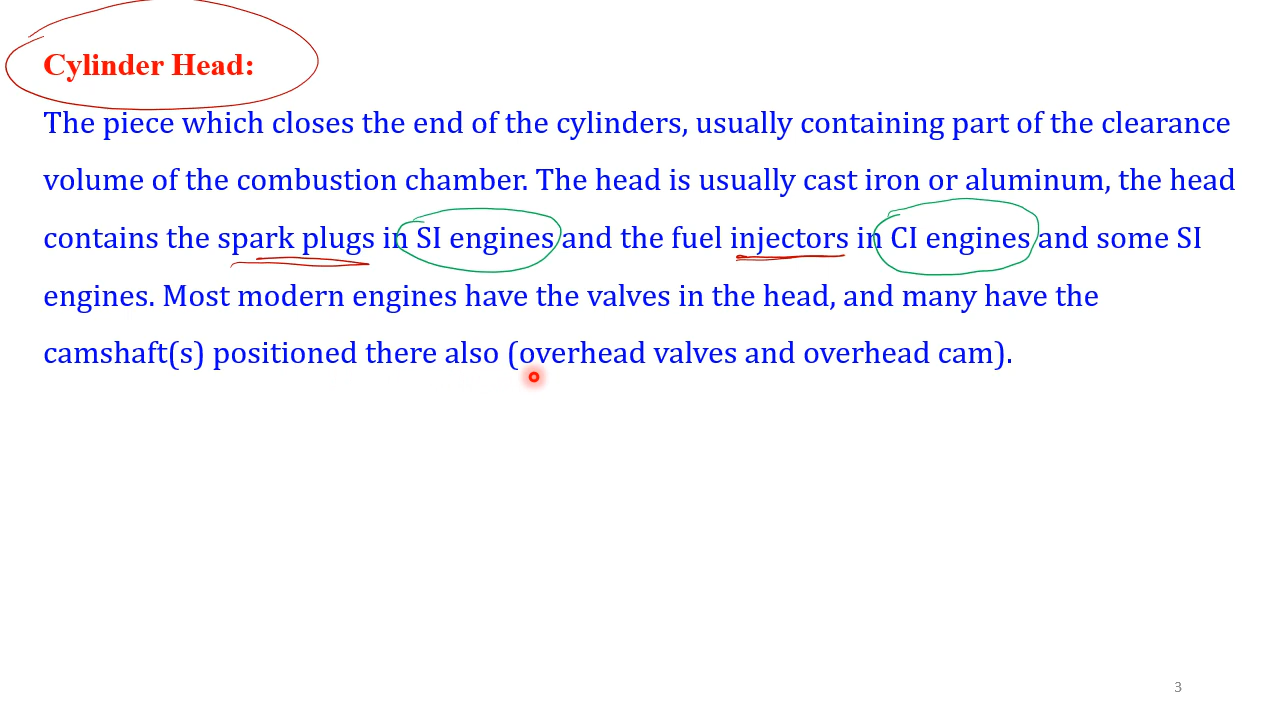 Cylinder Head:
The piece which closes the end of the cylinders, usually containing part of the clearance
volume of the combustion chamber. The head is usually cast iron or aluminum, the head
contains the spark plugs in SI engines and the fuel injectors in CI engines and some SI
engines. Most modern engines have the valves in the head, and many have the
camshaft(s) positioned there also (overhead valves and overhead cam).
3